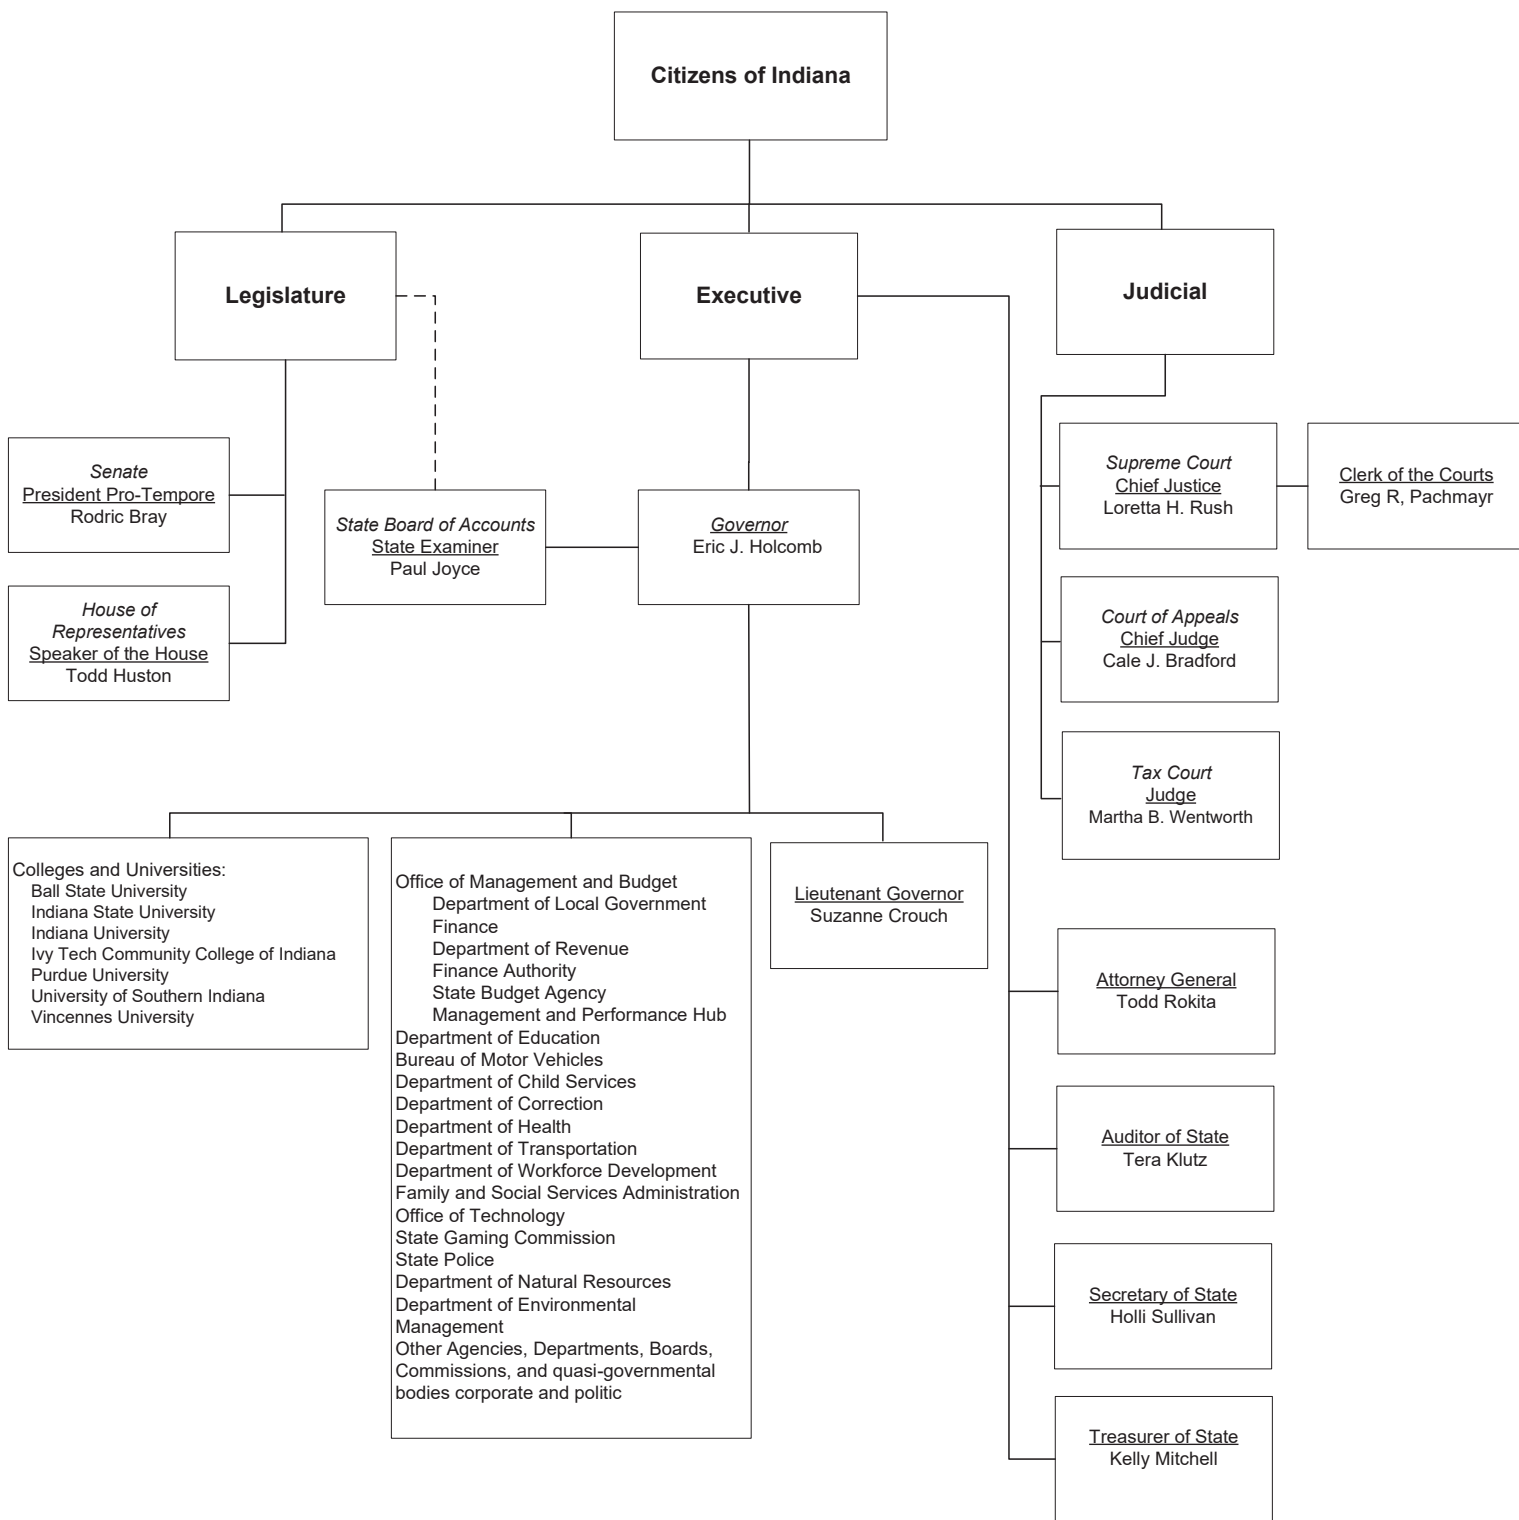 Citizens of Indiana
Legislature
Executive
Judicial
Senate
President Pro-Tempore
Rodric Bray
House of
Representatives
Speaker of the House
Todd Huston
State Board of Accounts
State Examiner
Paul Joyce
Governor
Eric J. Holcomb
Supreme Court
Chief Justice
Loretta H. Rush
Clerk of the Courts
Greg R, Pachmayr
Court of Appeals
Chief Judge
Cale J. Bradford
Tax Court
Judge
Martha B. Wentworth
Colleges and Universities:
Ball State University
Indiana State University
Indiana University
Ivy Tech Community College of Indiana
Purdue University
University of Southern Indiana
Vincennes University
Office of Management and Budget
Department of Local Government
Finance
Department of Revenue
Finance Authority
State Budget Agency
Management and Performance Hub
Department of Education
Bureau of Motor Vehicles
Department of Child Services
Department of Correction
Department of Health
Department of Transportation
Department of Workforce Development
Family and Social Services Administration
Office of Technology
State Gaming Commission
State Police
Department of Natural Resources
Department of Environmental
Management
Other Agencies, Departments, Boards,
Commissions, and quasi-governmental
bodies corporate and politic
Lieutenant Governor
Suzanne Crouch
Attorney General
Todd Rokita
Auditor of State
Tera Klutz
Secretary of State
Holli Sullivan
Treasurer of State
Kelly Mitchell